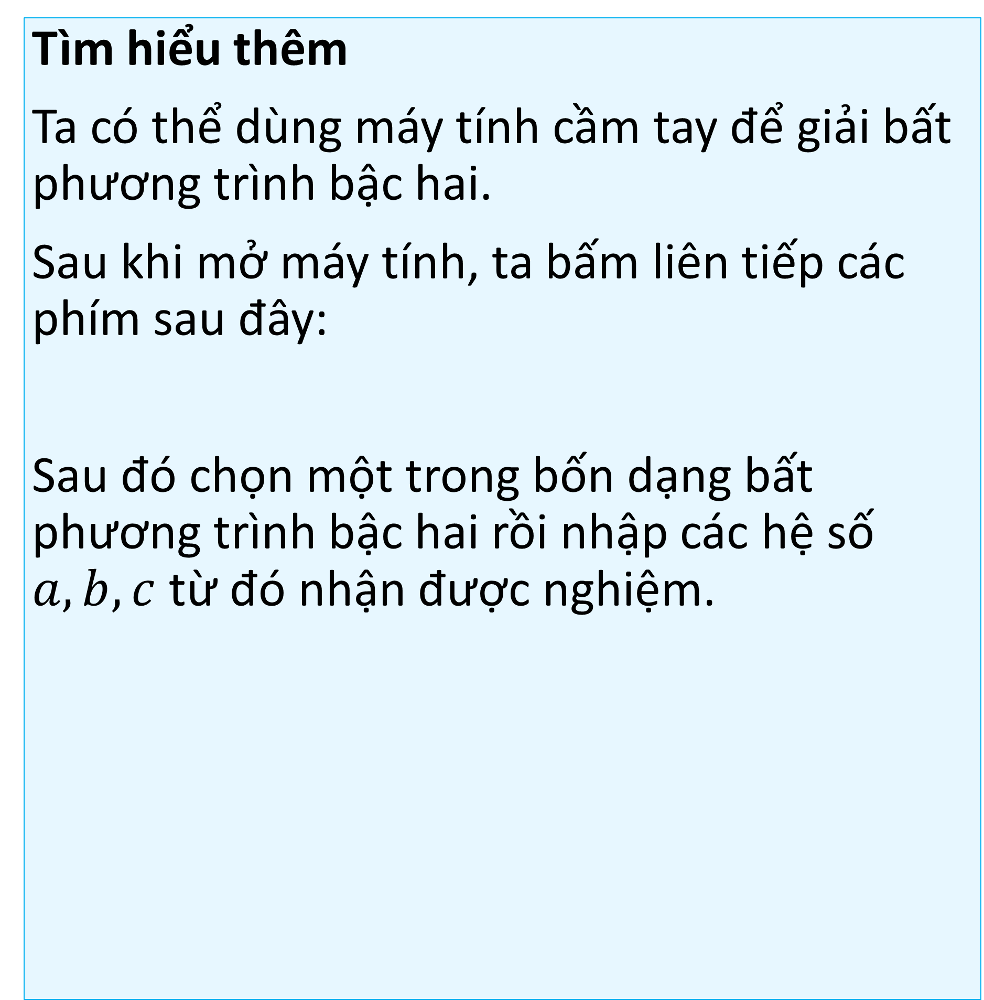 Tìm hiểu thêm
Ta có thể dùng máy tính cầm tay để giải bất
phương trình bậc hai.
Sau khi mở máy tính, ta bấm liên tiếp các
phím sau đây:
Sau đó chọn một trong bốn dạng bất
phương trình bậc hai rồi nhập các hệ số
a, b, c từ đó nhận được nghiệm.